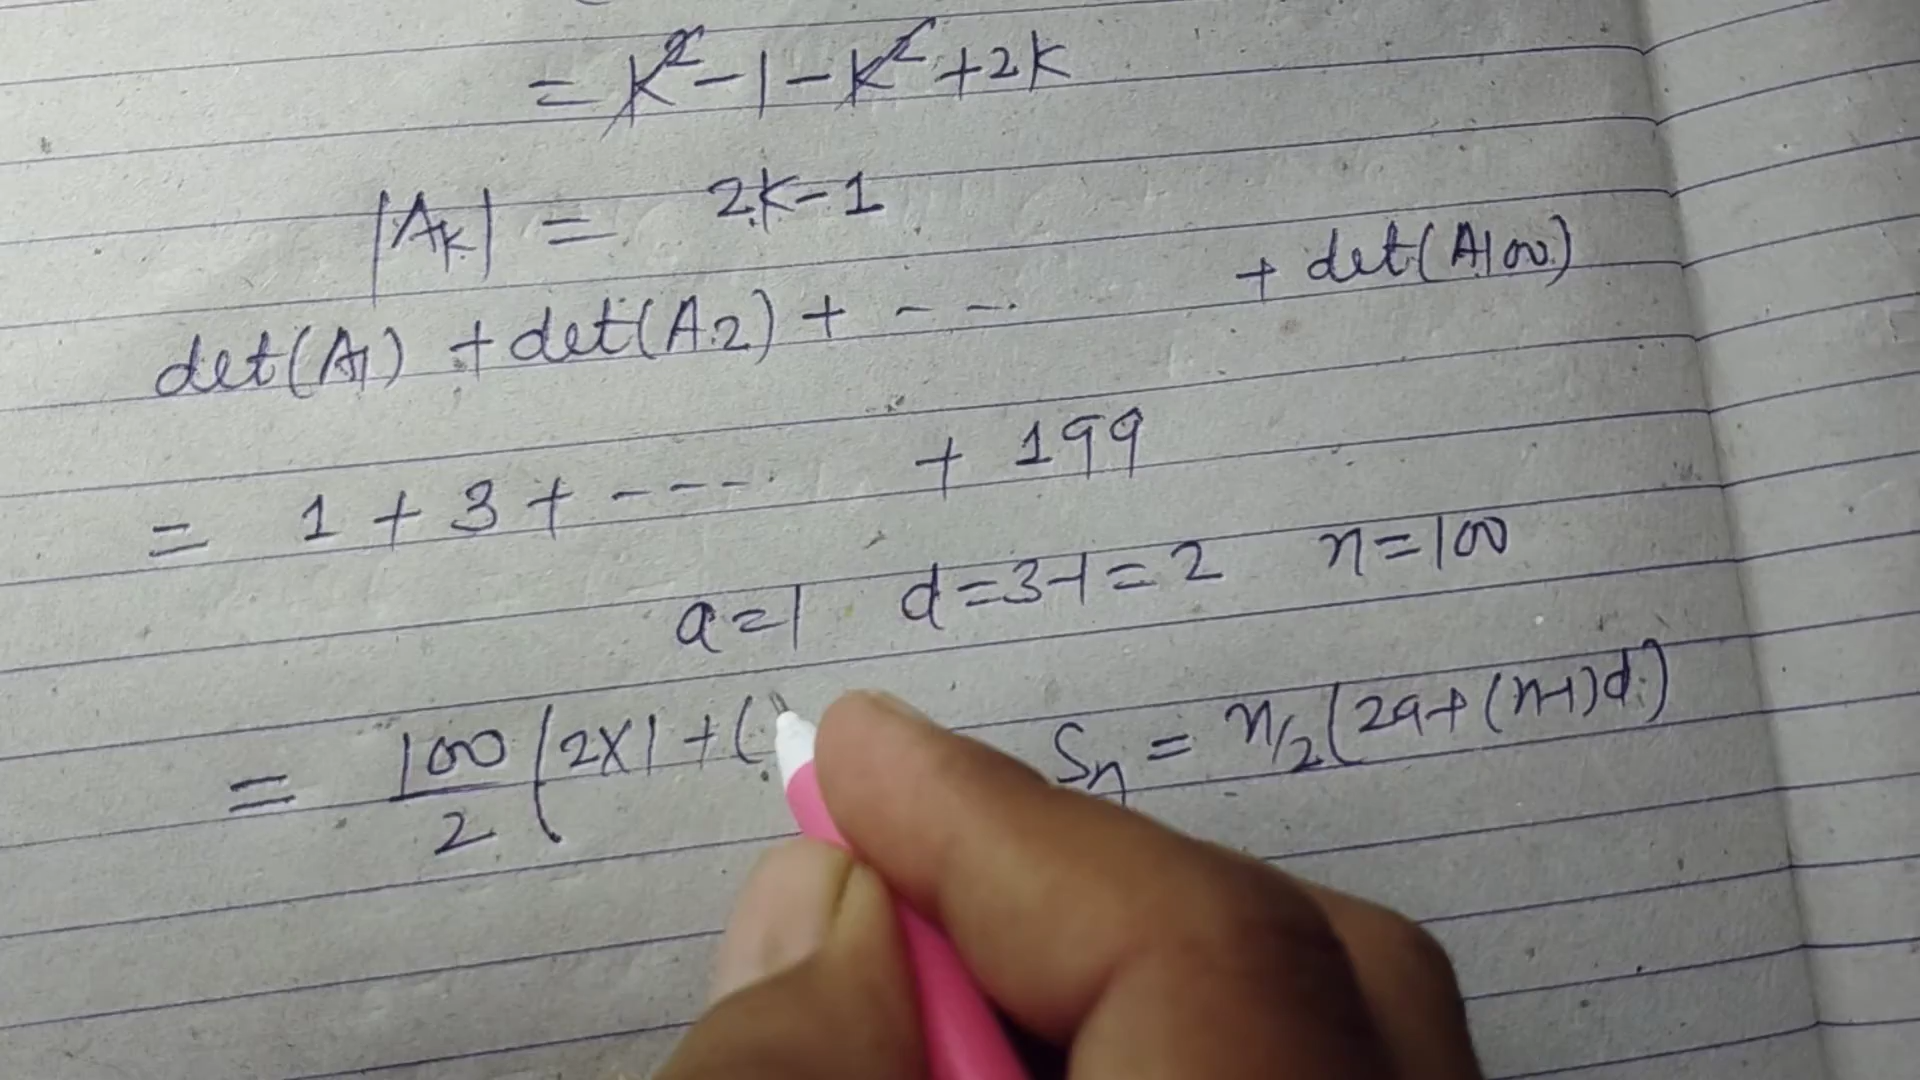 = K² - 1 - K² + 2K
|Aₖ| = 2K - 1
det(A1) + det(A2) + - - - + det(A100)
= 1 + 3 + - - - - + 199
a=1 d=3-1=2 n=100
= 100/2 (2×1 + ( Sn = n/2 (2a+(n-1)d)